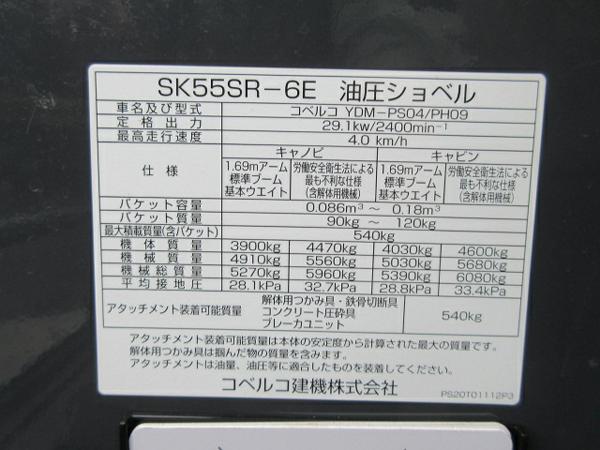 SK55SR-6E 油圧ショベル
車名及び型式 コベルコ YDM-PS04/PH09
定格出力 29.1kw/2400min⁻¹
最高走行速度 4.0 km/h
仕様 キャノピ キャビン
1.69mアーム 標準ブーム 基本ウエイト 労働安全衛生法による 最も不利な仕様 (含解体用機械) 1.69mアーム 標準ブーム 基本ウエイト 労働安全衛生法による 最も不利な仕様 (含解体用機械)
バケット容量 0.086m³ ~ 0.18m³
バケット質量 90kg ~ 120kg
最大積載質量(含バケット) 540kg
機体質量 3900kg 4470kg 4030kg 4600kg
機械質量 4910kg 5560kg 5030kg 5680kg
機械総質量 5270kg 5960kg 5390kg 6080kg
平均接地圧 28.1kPa 32.7kPa 28.8kPa 33.4kPa
アタッチメント装着可能質量 解体用つかみ具・鉄骨切断具 コンクリート圧砕具 ブレーカユニット 540kg
アタッチメント装着可能質量は本体の安定度から計算された最大の質量です。
解体用つかみ具は掴んだ物の質量を含みます。
アタッチメントは油量、油圧等に適合したものを装着してください。
コベルコ建機株式会社
PS20T01112P3